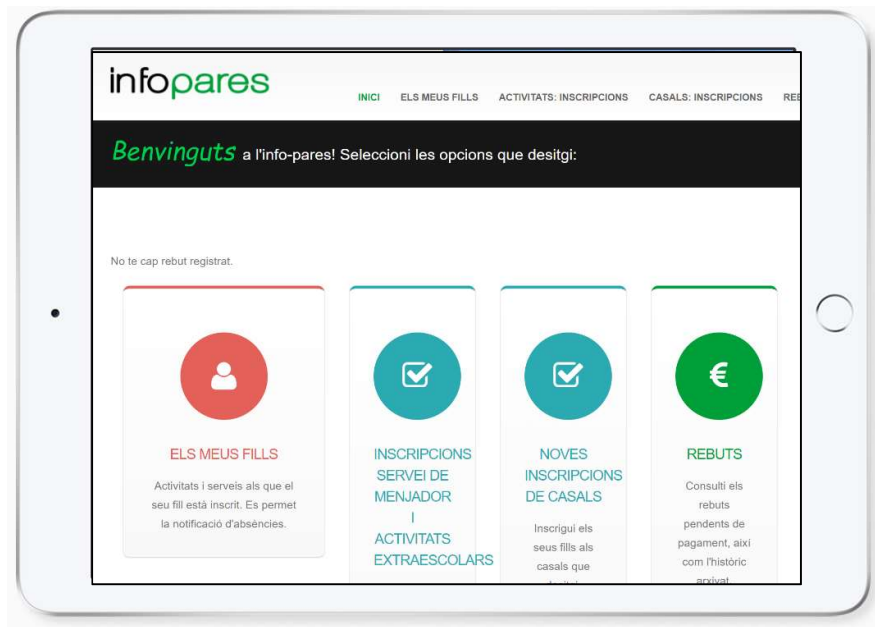 infopares
INICI ELS MEUS FILLS ACTIVITATS: INSCRIPCIONS CASALS: INSCRIPCIONS
Benvinguts a l'info-pares! Seleccioni les opcions que desitgi:
No te cap rebut registrat.
ELS MEUS FILLS
Activitats i serveis als que el
seu fill està inscrit. Es permet
la notificació d'absències.
INSCRIPCIONS
SERVEI DE
MENJADOR
I
ACTIVITATS
EXTRAESCOLARS
NOVES
INSCRIPCIONS
DE CASALS
Inscrigui els
seus fills als
casals que
REBUTS
Consulti els
rebuts
pendents de
pagament, així
com l'històric
arxivat.